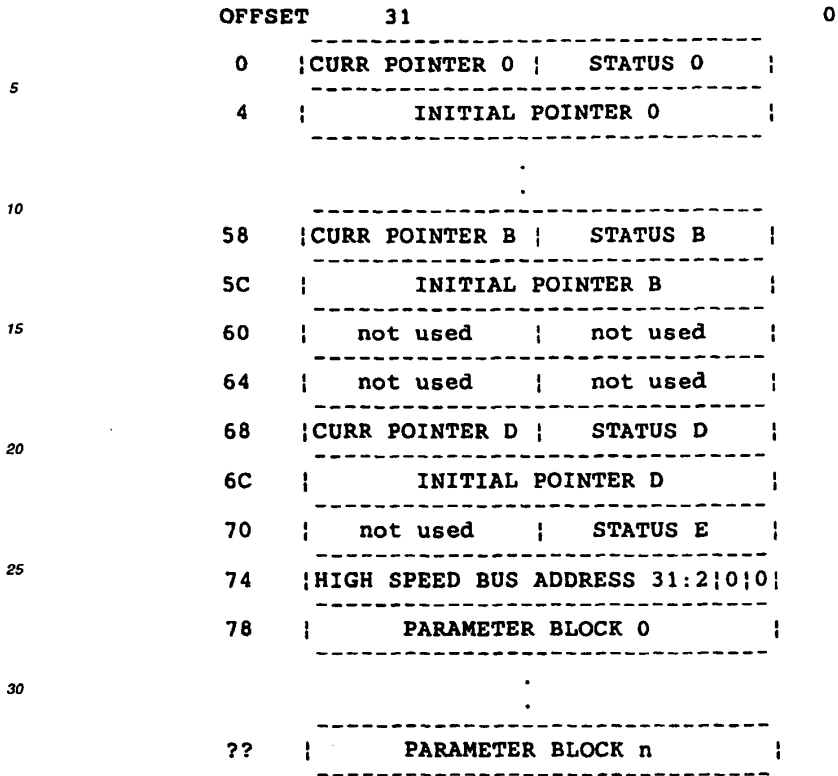 OFFSET 31 0
0 |CURR POINTER 0 | STATUS 0 |
5
4 | INITIAL POINTER 0 |
.
.
10
58 |CURR POINTER B | STATUS B |
5C | INITIAL POINTER B |
15
60 | not used | not used |
64 | not used | not used |
68 |CURR POINTER D | STATUS D |
20
6C | INITIAL POINTER D |
70 | not used | STATUS E |
25
74 |HIGH SPEED BUS ADDRESS 31:2|0|0|
78 | PARAMETER BLOCK 0 |
30
.
.
?? | PARAMETER BLOCK n |